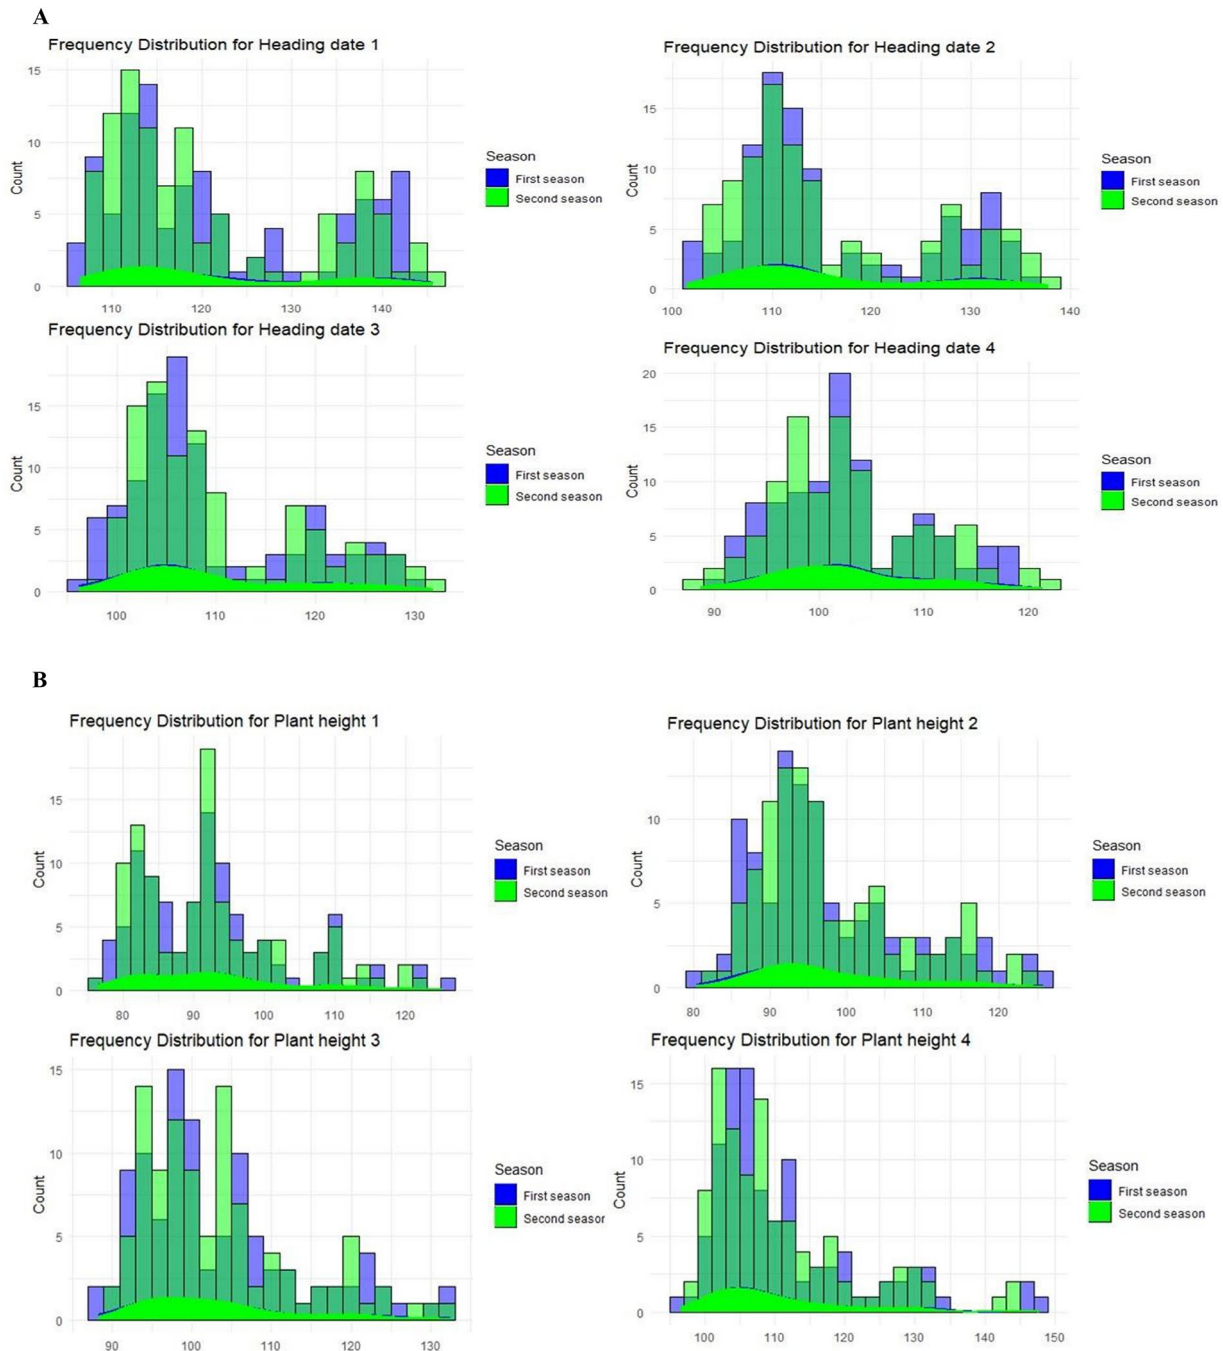 A
Frequency Distribution for Heading date 1
15
10
5
0
Count
110 120 130 140
Season
First season
Second season
Frequency Distribution for Heading date 2
15
10
5
0
Count
100 110 120 130 140
Season
First season
Second season
Frequency Distribution for Heading date 3
15
10
5
0
Count
100 110 120 130
Season
First season
Second season
Frequency Distribution for Heading date 4
20
15
10
5
0
Count
90 100 110 120
Season
First season
Second season
B
Frequency Distribution for Plant height 1
15
10
5
0
Count
80 90 100 110 120
Season
First season
Second season
Frequency Distribution for Plant height 2
10
5
0
Count
80 90 100 110 120
Season
First season
Second season
Frequency Distribution for Plant height 3
15
10
5
0
Count
90 100 110 120 130
Season
First season
Second season
Frequency Distribution for Plant height 4
15
10
5
0
Count
100 110 120 130 140 150
Season
First season
Second season